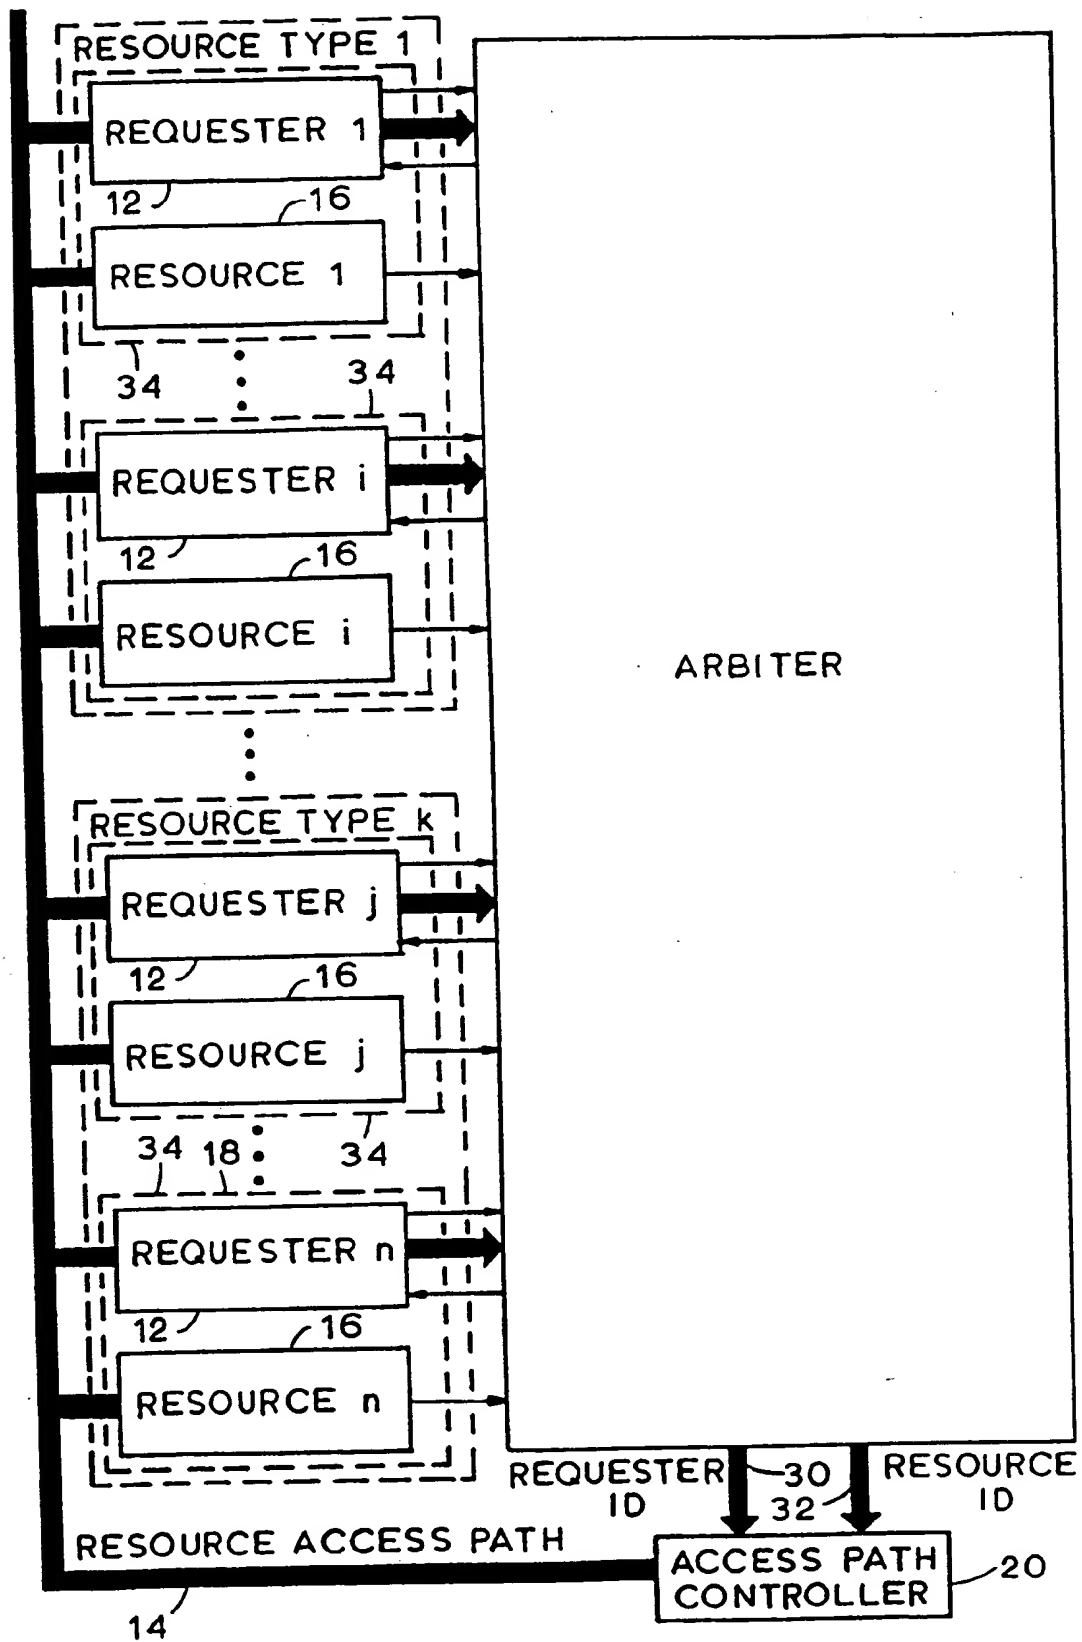 RESOURCE TYPE 1
REQUESTER 1
12
16
RESOURCE 1
34
34
REQUESTER i
12
16
RESOURCE i
ARBITER
RESOURCE TYPE k
REQUESTER j
12
16
RESOURCE j
34
18
34
REQUESTER n
12
16
RESOURCE n
REQUESTER ID
30
32
RESOURCE ID
RESOURCE ACCESS PATH
14
ACCESS PATH
CONTROLLER
20